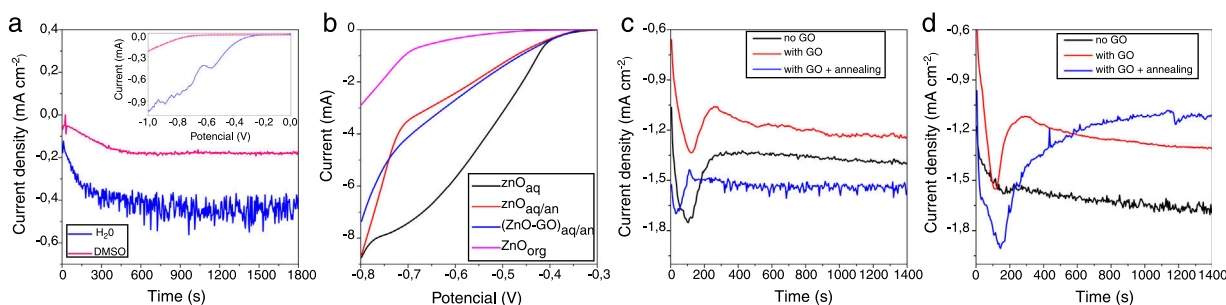 a
Current density (mA cm-2)
0,4
0,2
0,0
-0,2
-0,4
-0,6
0
300
600
900
1200
1500
1800
Time (s)
H20
DMSO
Current (mA)
0,0
-0,3
-0,6
-0,9
-1,0
-0,8
-0,6
-0,4
-0,2
0,0
Potencial (V)
b
Current (mA)
0
-2
-4
-6
-8
-0,8
-0,7
-0,6
-0,5
-0,4
-0,3
Potencial (V)
znOaq
znOaq/an
(ZnO-GO)aq/an
ZnOorg
c
Current density (mA cm-2)
-0.6
-0.9
-1.2
-1.5
-1.8
0
200
400
600
800
1000
1200
1400
Time (s)
no GO
with GO
with GO + annealing
d
Current density (mA cm-2)
-0.6
-0.9
-1.2
-1.5
-1.8
0
200
400
600
800
1000
1200
1400
Time (s)
no GO
with GO
with GO + annealing